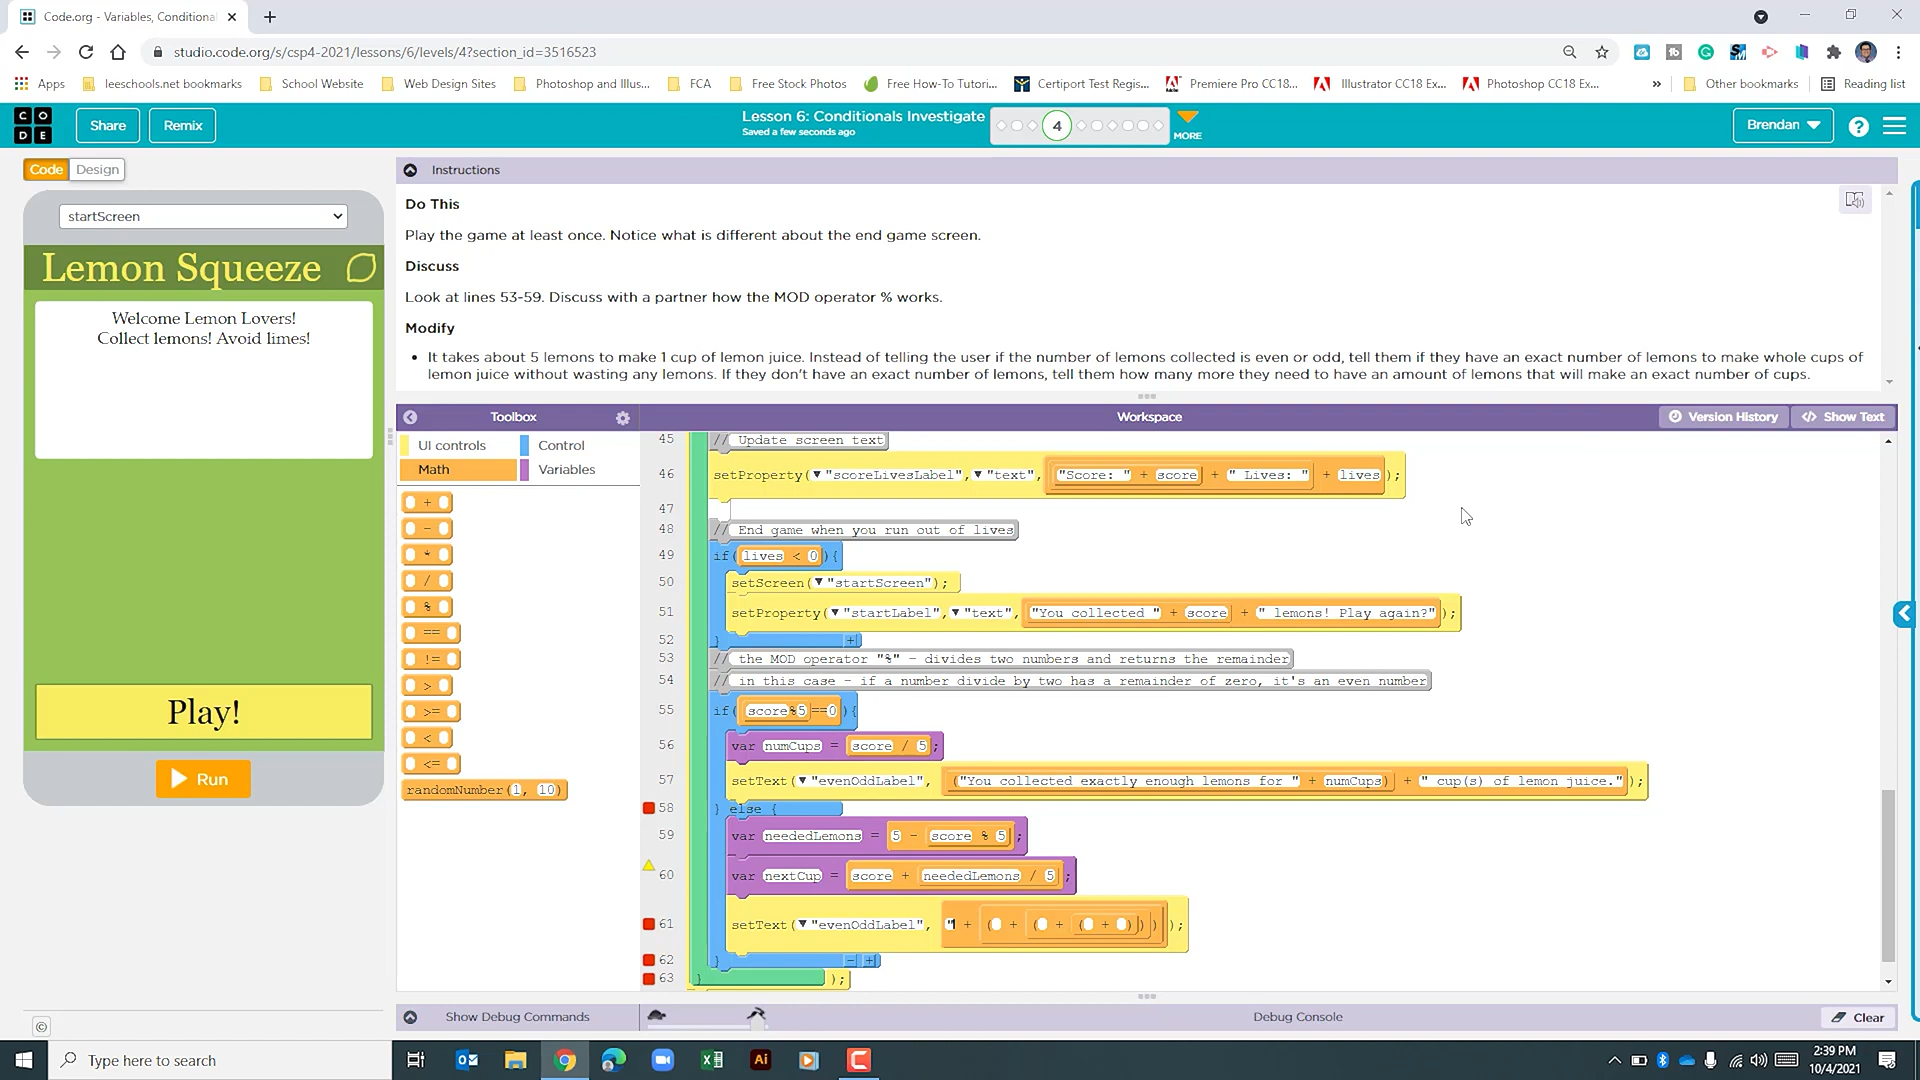 Code.org - Variables, Conditiona
studio.code.org/s/csp4-2021/lessons/6/levels/4?section_id=3516523
Apps
leeschools.net bookmarks
School Website
Web Design Sites
Photoshop and Illus...
FCA
Free Stock Photos
Free How-To Tutori...
Certiport Test Regis...
Premiere Pro CC18...
Illustrator CC18 Ex...
Photoshop CC18 Ex...
»
Other bookmarks
Reading list
CO
DE
Share
Remix
Lesson 6: Conditionals Investigate
Saved a few seconds ago
4
MORE
Brendan
?
Code
Design
Instructions
startScreen
Do This
Play the game at least once. Notice what is different about the end game screen.
Discuss
Look at lines 53-59. Discuss with a partner how the MOD operator % works.
Modify
• It takes about 5 lemons to make 1 cup of lemon juice. Instead of telling the user if the number of lemons collected is even or odd, tell them if they have an exact number of lemons to make whole cups of
lemon juice without wasting any lemons. If they don't have an exact number of lemons, tell them how many more they need to have an amount of lemons that will make an exact number of cups.
Lemon Squeeze
Welcome Lemon Lovers!
Collect lemons! Avoid limes!
Play!
Run
Toolbox
Workspace
Version History
</> Show Text
UI controls
Control
Math
Variables
+
-
*
/
%
==
!=
>
>=
<
<=
randomNumber(1, 10)
45 // Update screen text
46 setProperty("scoreLivesLabel", "text", "Score: " + score + " Lives: " + lives);
47
48 // End game when you run out of lives
49 if(lives < 0){
50 setScreen("startScreen");
51 setProperty("startLabel", "text", "You collected " + score + " lemons! Play again?");
52 } +
53 // the MOD operator "%" - divides two numbers and returns the remainder
54 // in this case - if a number divide by two has a remainder of zero, it's an even number
55 if(score%5==0){
56 var numCups = score / 5;
57 setText("evenOddLabel", ("You collected exactly enough lemons for " + numCups) + " cup(s) of lemon juice.");
58 } else {
59 var neededLemons = 5 - score % 5;
60 var nextCup = score + neededLemons / 5;
61 setText("evenOddLabel", " + ( + ( + ( + ))));
62 } - +
63 } );
Show Debug Commands
Debug Console
Clear
©
Type here to search
Ai
2:39 PM
10/4/2021